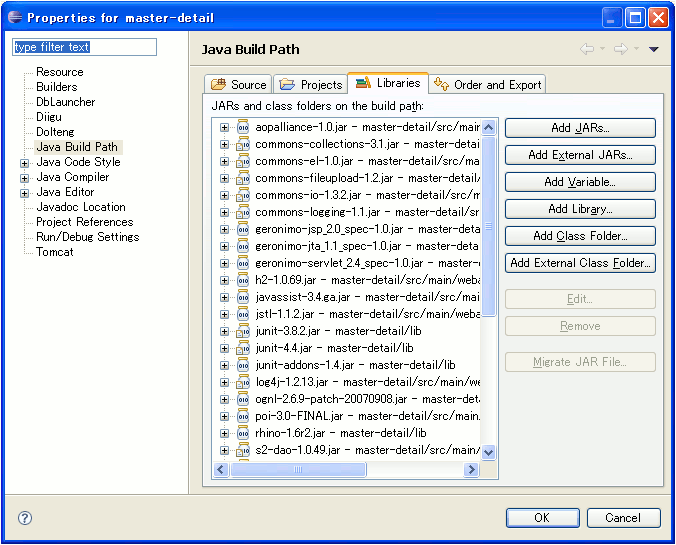 Properties for master-detail
type filter text
Resource
Builders
DbLauncher
Diigu
Dolteng
Java Build Path
Java Code Style
Java Compiler
Java Editor
Javadoc Location
Project References
Run/Debug Settings
Tomcat
Java Build Path
Source Projects Libraries Order and Export
JARs and class folders on the build path:
aopalliance-1.0.jar - master-detail/src/main
commons-collections-3.1.jar - master-detail/
commons-el-1.0.jar - master-detail/src/main/
commons-fileupload-1.2.jar - master-detail/s
commons-io-1.3.2.jar - master-detail/src/m
commons-logging-1.1.jar - master-detail/src
geronimo-jsp_2.0_spec-1.0.jar - master-detai
geronimo-jta_1.1_spec-1.0.jar - master-deta
geronimo-servlet_2.4_spec-1.0.jar - master-
h2-1.0.69.jar - master-detail/src/main/weba
javassist-3.4.ga.jar - master-detail/src/mai
jstl-1.1.2.jar - master-detail/src/main/weba
junit-3.8.2.jar - master-detail/lib
junit-4.4.jar - master-detail/lib
junit-addons-1.4.jar - master-detail/lib
log4j-1.2.13.jar - master-detail/src/main/we
ognl-2.6.9-patch-20070908.jar - master-det
poi-3.0-FINAL.jar - master-detail/src/main.
rhino-1.6r2.jar - master-detail/lib
s2-dao-1.0.49.jar - master-detail/src/main/
Add JARs...
Add External JARs...
Add Variable...
Add Library...
Add Class Folder...
Add External Class Folder...
Edit...
Remove
Migrate JAR File...
OK
Cancel